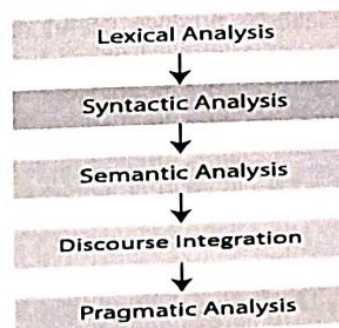 Lexical Analysis
Syntactic Analysis
Semantic Analysis
Discourse Integration
Pragmatic Analysis